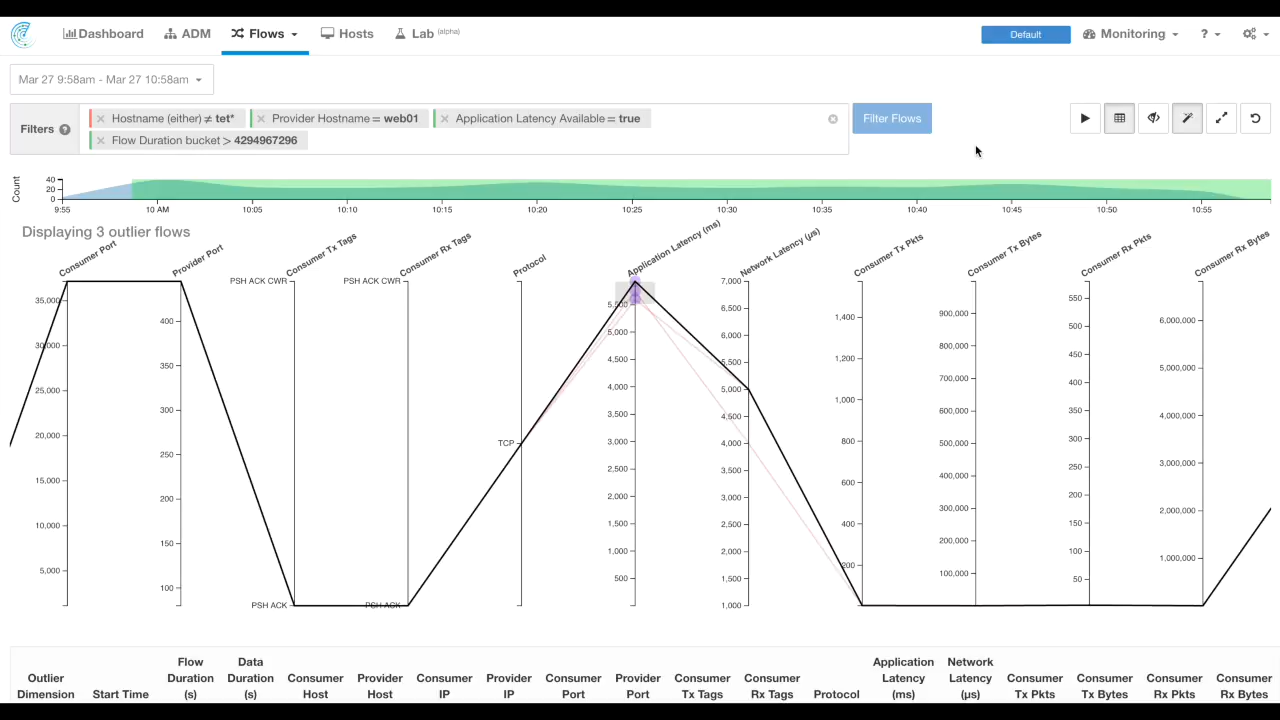 Dashboard ADM Flows Hosts Lab (alpha) Default Monitoring ?
Mar 27 9:58am - Mar 27 10:58am
Filters ? Hostname (either) ≠ tet* Provider Hostname = web01 Application Latency Available = true Filter Flows
Flow Duration bucket > 4294967296
Count
40
20
0
9:55 10 AM 10:05 10:10 10:15 10:20 10:25 10:30 10:35 10:40 10:45 10:50 10:55
Displaying 3 outlier flows
Consumer Port
35,000
30,000
25,000
20,000
15,000
10,000
5,000
Provider Port
400
350
300
250
200
150
100
Consumer Tx Tags
PSH ACK CWR
PSH ACK
Consumer Rx Tags
PSH ACK CWR
PSH ACK
Protocol
TCP
Application Latency (ms)
5,500
5,000
4,500
4,000
3,500
3,000
2,500
2,000
1,500
1,000
500
Network Latency (µs)
7,000
6,500
6,000
5,500
5,000
4,500
4,000
3,500
3,000
2,500
2,000
1,500
1,000
Consumer Tx Pkts
1,400
1,200
1,000
800
600
400
200
Consumer Tx Bytes
900,000
800,000
700,000
600,000
500,000
400,000
300,000
200,000
100,000
Consumer Rx Pkts
550
500
450
400
350
300
250
200
150
100
50
Consumer Rx Bytes
6,000,000
5,000,000
4,000,000
3,000,000
2,000,000
1,000,000
Outlier
Dimension
Start Time
Flow
Duration
(s)
Data
Duration
(s)
Consumer
Host
Provider
Host
Consumer
IP
Provider
IP
Consumer
Port
Provider
Port
Consumer
Tx Tags
Consumer
Rx Tags
Protocol
Application
Latency
(ms)
Network
Latency
(µs)
Consumer
Tx Pkts
Consumer
Tx Bytes
Consumer
Rx Pkts
Consumer
Rx Bytes